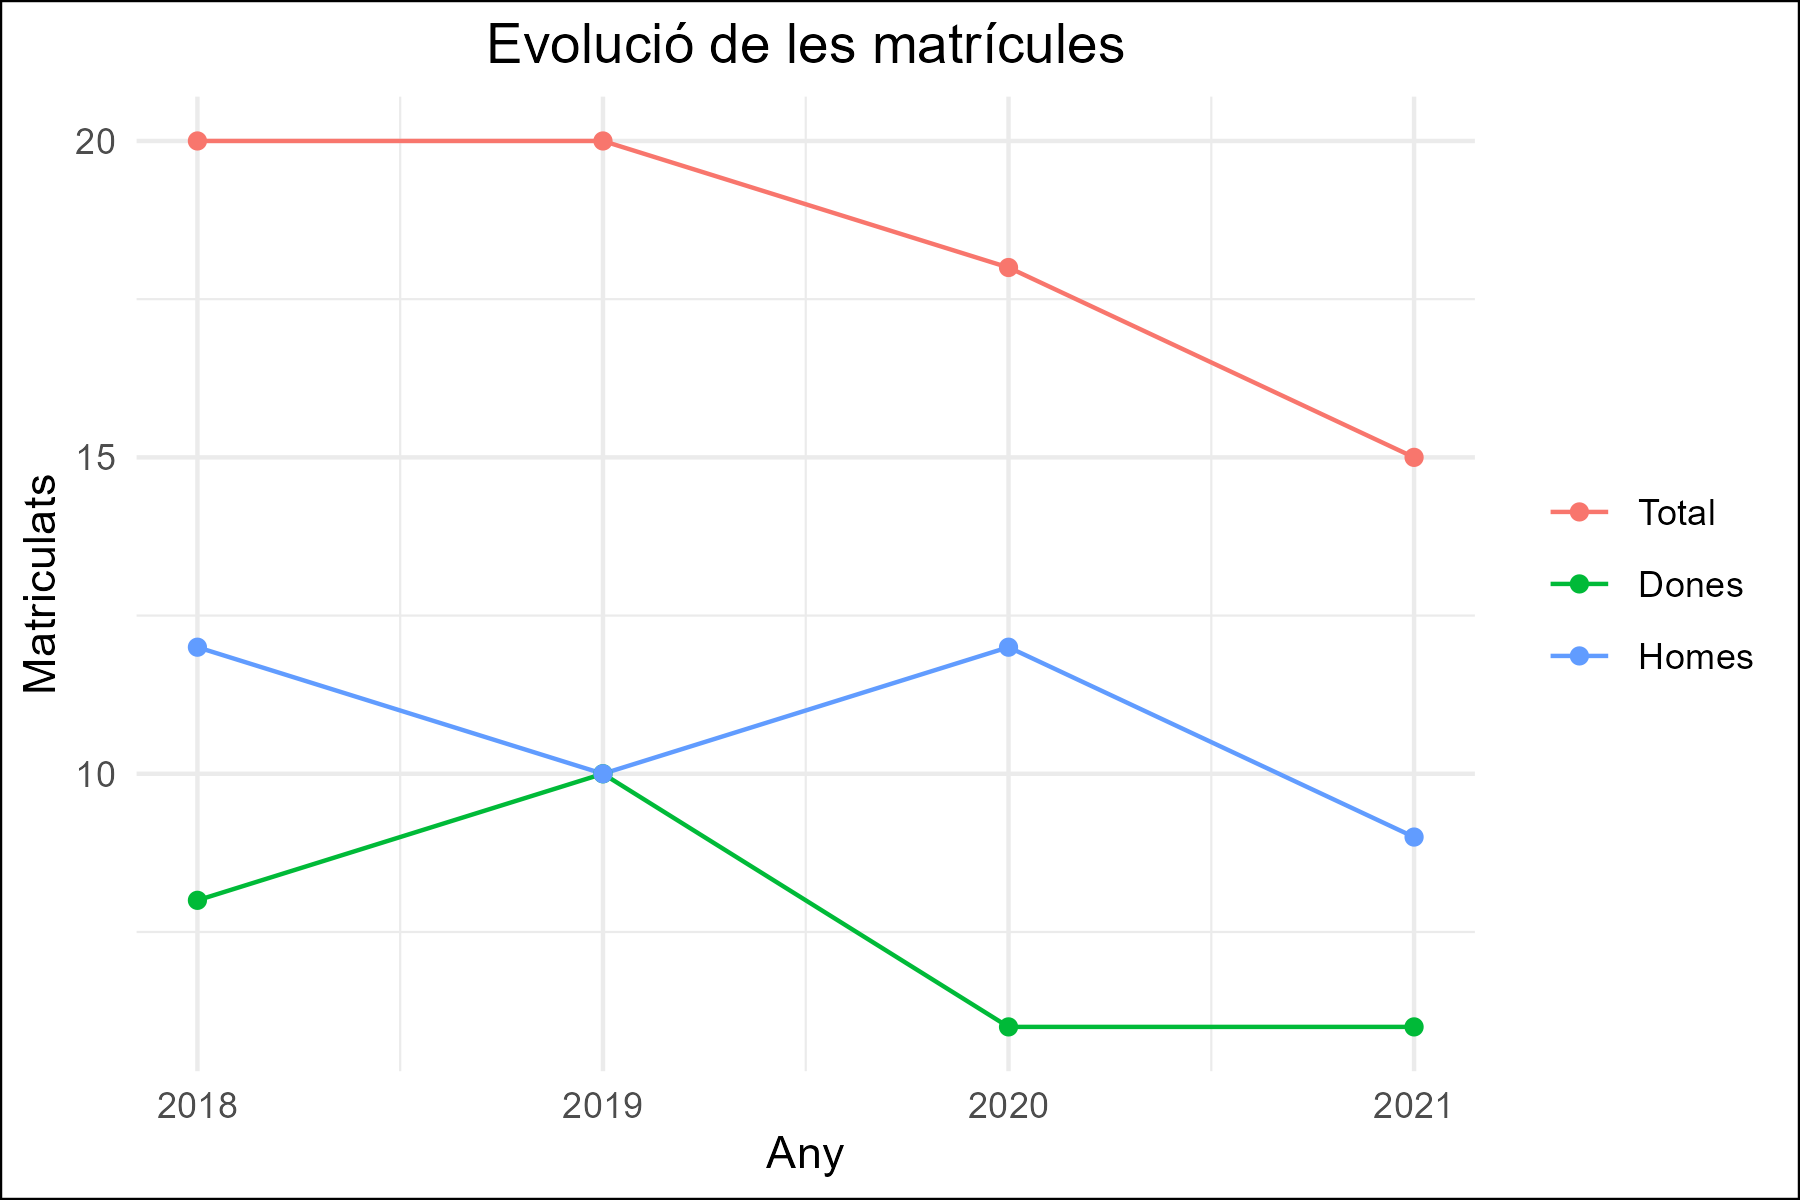 Evolució de les matrícules
Matriculats
20
15
10
2018
2019
2020
2021
Any
Total
Dones
Homes